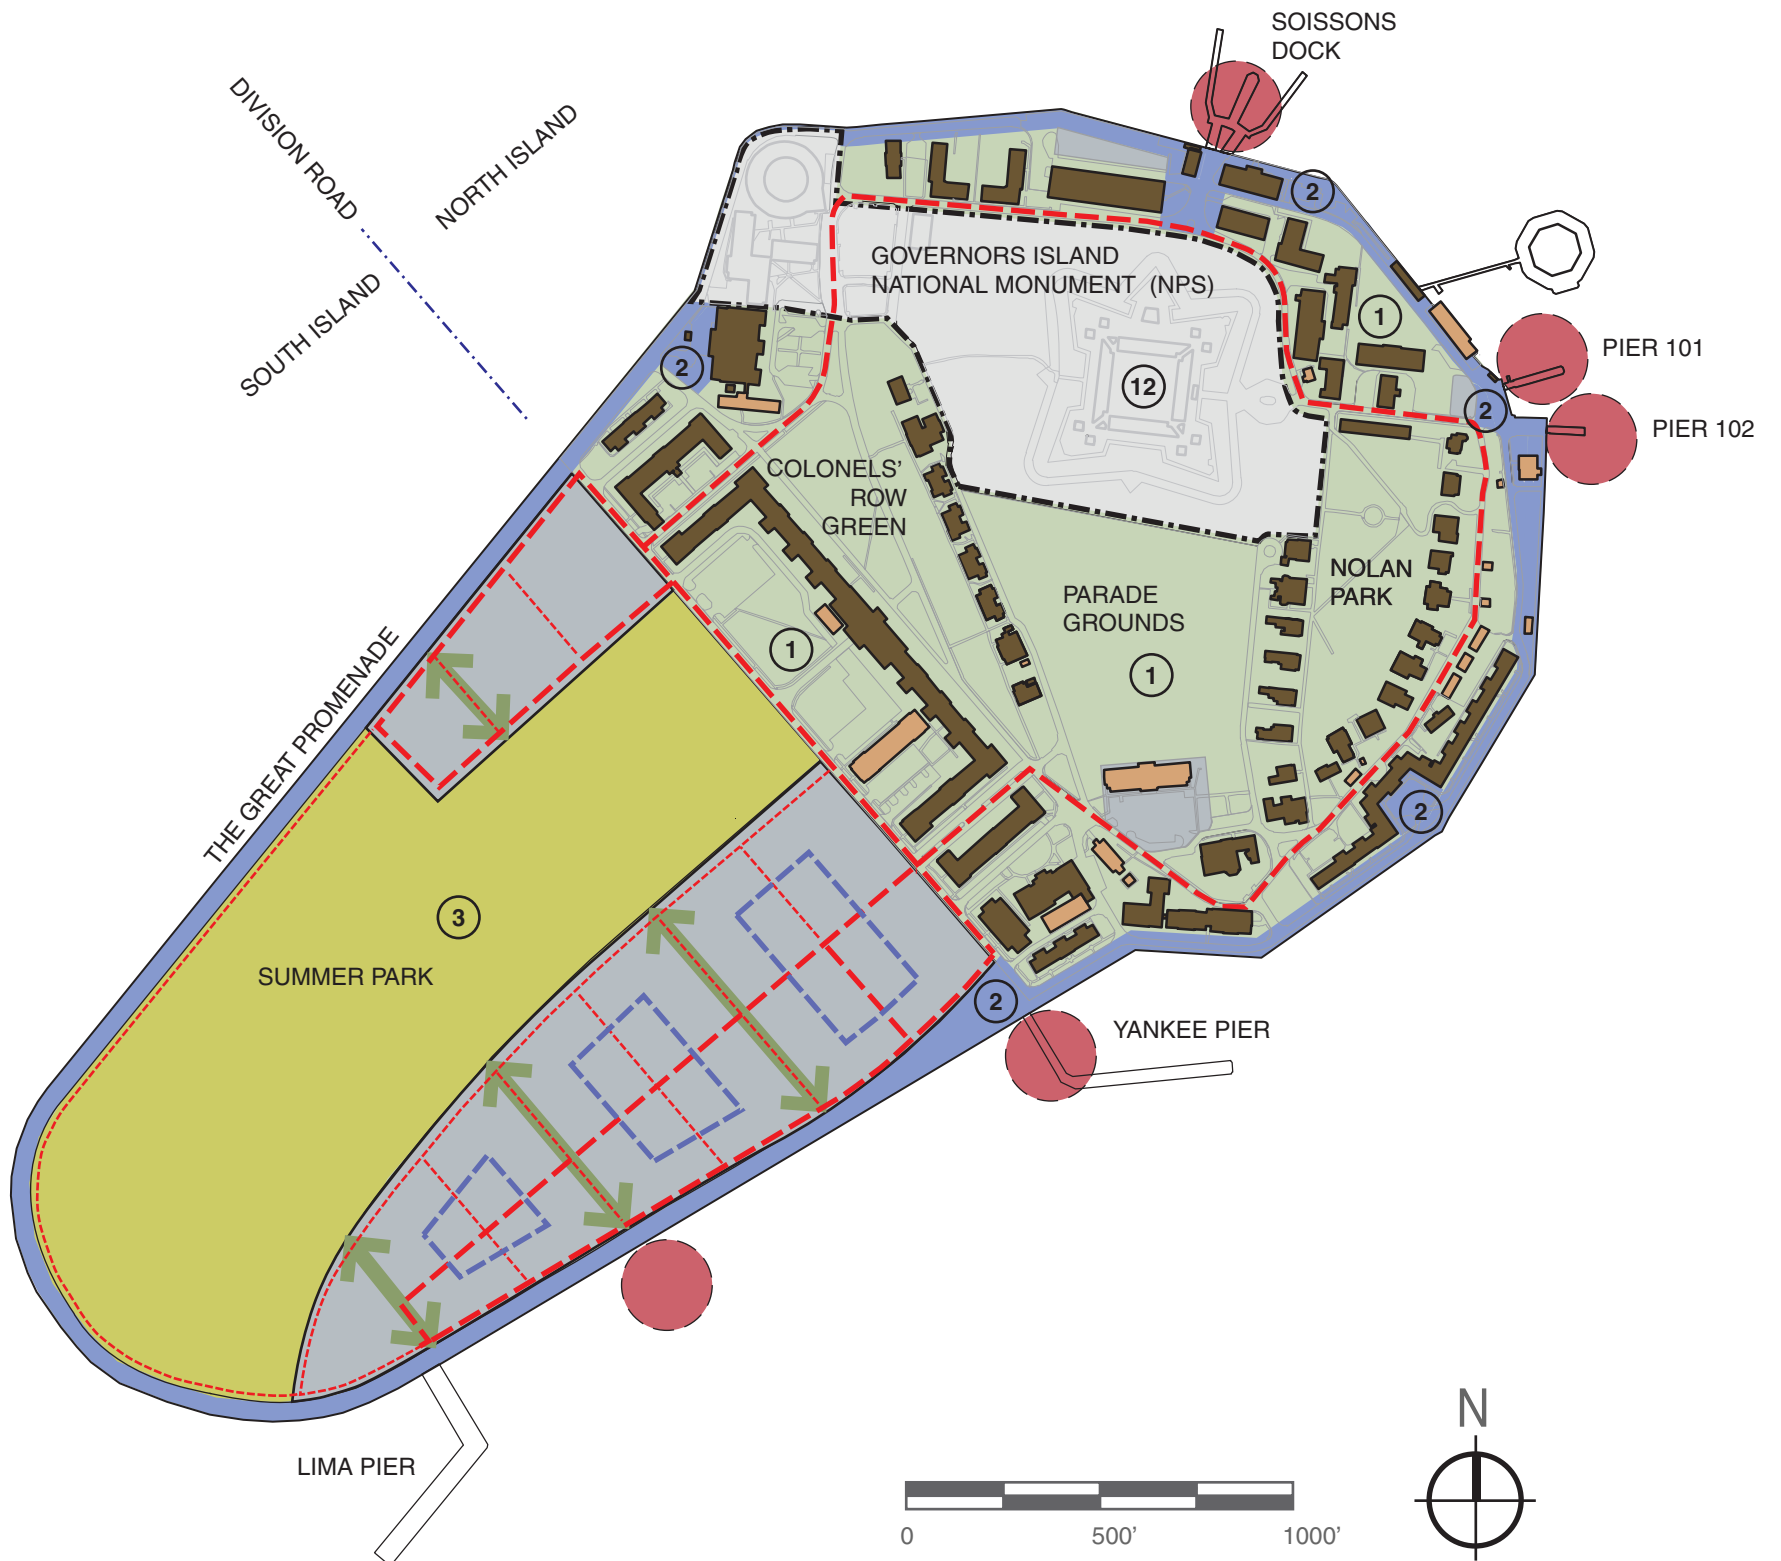 SOISSONS
DOCK
DIVISION ROAD
NORTH ISLAND
SOUTH ISLAND
2
GOVERNORS ISLAND
NATIONAL MONUMENT (NPS)
1
PIER 101
2
12
2
PIER 102
COLONELS'
ROW
GREEN
NOLAN
PARK
PARADE
GROUNDS
1
1
THE GREAT PROMENADE
2
3
SUMMER PARK
2
YANKEE PIER
LIMA PIER
N
0 500' 1000'